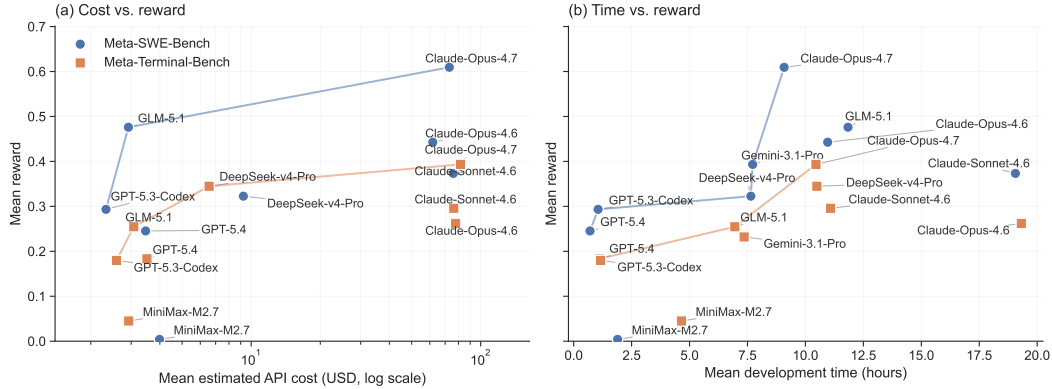 (a) Cost vs. reward
Mean reward
0.7
0.6
0.5
0.4
0.3
0.2
0.1
0.0
Meta-SWE-Bench
Meta-Terminal-Bench
Claude-Opus-4.7
GLM-5.1
Claude-Opus-4.6
Claude-Opus-4.7
Claude-Sonnet-4.6
DeepSeek-v4-Pro
GPT-5.3-Codex
DeepSeek-v4-Pro
Claude-Sonnet-4.6
GLM-5.1
GPT-5.4
Claude-Opus-4.6
GPT-5.4
GPT-5.3-Codex
MiniMax-M2.7
MiniMax-M2.7
10¹
10²
Mean estimated API cost (USD, log scale)
(b) Time vs. reward
Mean reward
Claude-Opus-4.7
GLM-5.1
Claude-Opus-4.6
Claude-Opus-4.7
Gemini-3.1-Pro
Claude-Sonnet-4.6
DeepSeek-v4-Pro
DeepSeek-v4-Pro
GPT-5.3-Codex
Claude-Sonnet-4.6
GPT-5.4
GLM-5.1
Claude-Opus-4.6
Gemini-3.1-Pro
GPT-5.4
GPT-5.3-Codex
MiniMax-M2.7
MiniMax-M2.7
0.0
2.5
5.0
7.5
10.0
12.5
15.0
17.5
20.0
Mean development time (hours)